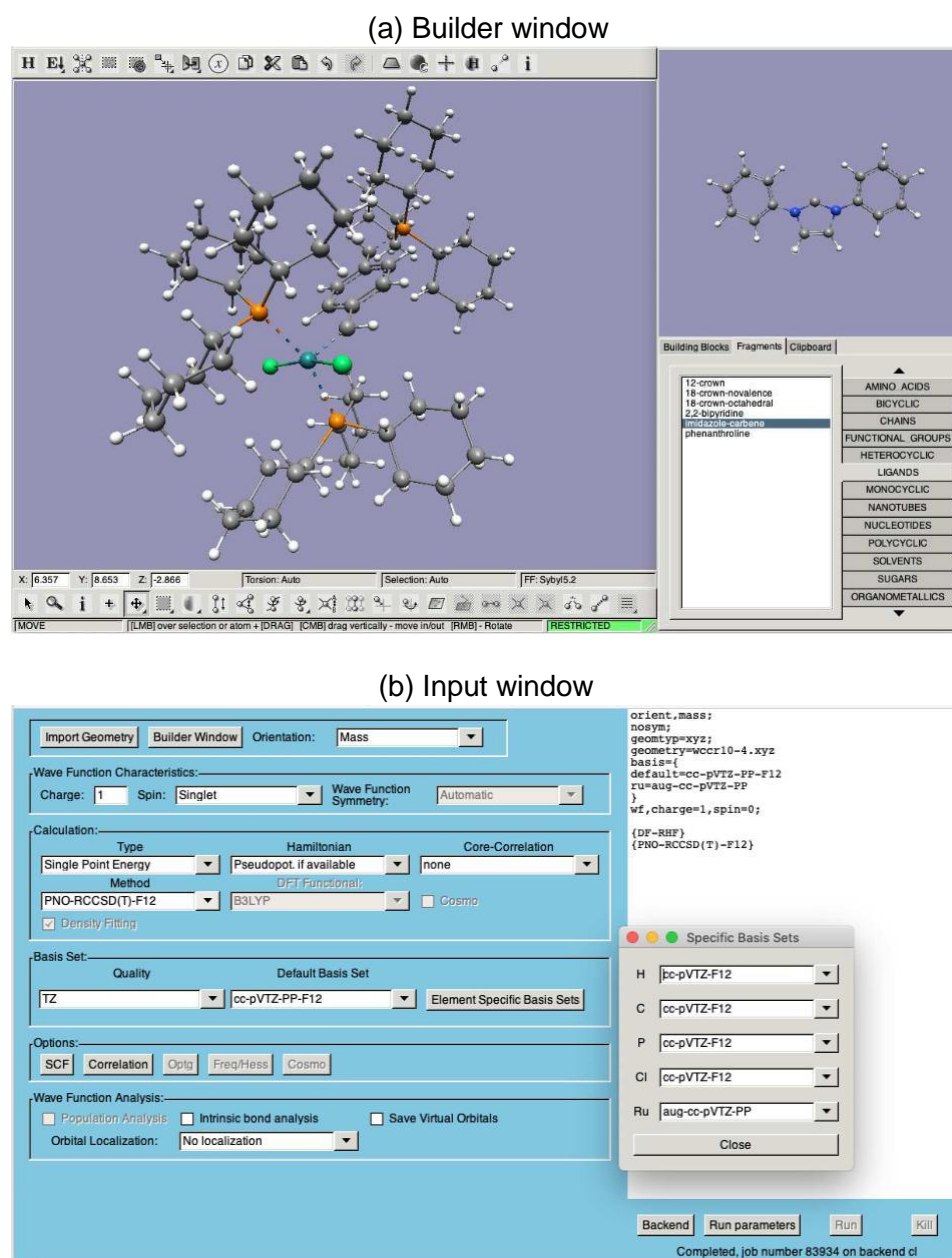 (a) Builder window
H E i
Building Blocks Fragments Clipboard
12-crown
18-crown-novalence
18-crown-octahedral
2,2-bipyridine
imidazole-carbene
phenanthroline
AMINO_ACIDS
BICYCLIC
CHAINS
FUNCTIONAL_GROUPS
HETEROCYCLIC
LIGANDS
MONOCYCLIC
NANOTUBES
NUCLEOTIDES
POLYCYCLIC
SOLVENTS
SUGARS
ORGANOMETALLICS
X: 6.357 Y: 8.653 Z: -2.866 Torsion: Auto Selection: Auto FF: Sybyl5.2
MOVE [LMB] over selection or atom + [DRAG] [CMB] drag vertically - move in/out [RMB] - Rotate RESTRICTED
(b) Input window
Import Geometry Builder Window Orientation: Mass
Wave Function Characteristics:
Charge: 1 Spin: Singlet Wave Function Symmetry: Automatic
Calculation:
Type Hamiltonian Core-Correlation
Single Point Energy Pseudopot. if available none
Method DFT Functional:
PNO-RCCSD(T)-F12 B3LYP Cosmo
Density Fitting
Basis Set:
Quality Default Basis Set
TZ cc-pVTZ-PP-F12 Element Specific Basis Sets
Options:
SCF Correlation Optg Freq/Hess Cosmo
Wave Function Analysis:
Population Analysis Intrinsic bond analysis Save Virtual Orbitals
Orbital Localization: No localization
orient,mass;
nosym;
geomtyp=xyz;
geometry=wccr10-4.xyz
basis={
default=cc-pVTZ-PP-F12
ru=aug-cc-pVTZ-PP
}
wf,charge=1,spin=0;
{DF-RHF}
{PNO-RCCSD(T)-F12}
Specific Basis Sets
H cc-pVTZ-F12
C cc-pVTZ-F12
P cc-pVTZ-F12
Cl cc-pVTZ-F12
Ru aug-cc-pVTZ-PP
Close
Backend Run parameters Run Kill
Completed, job number 83934 on backend cl